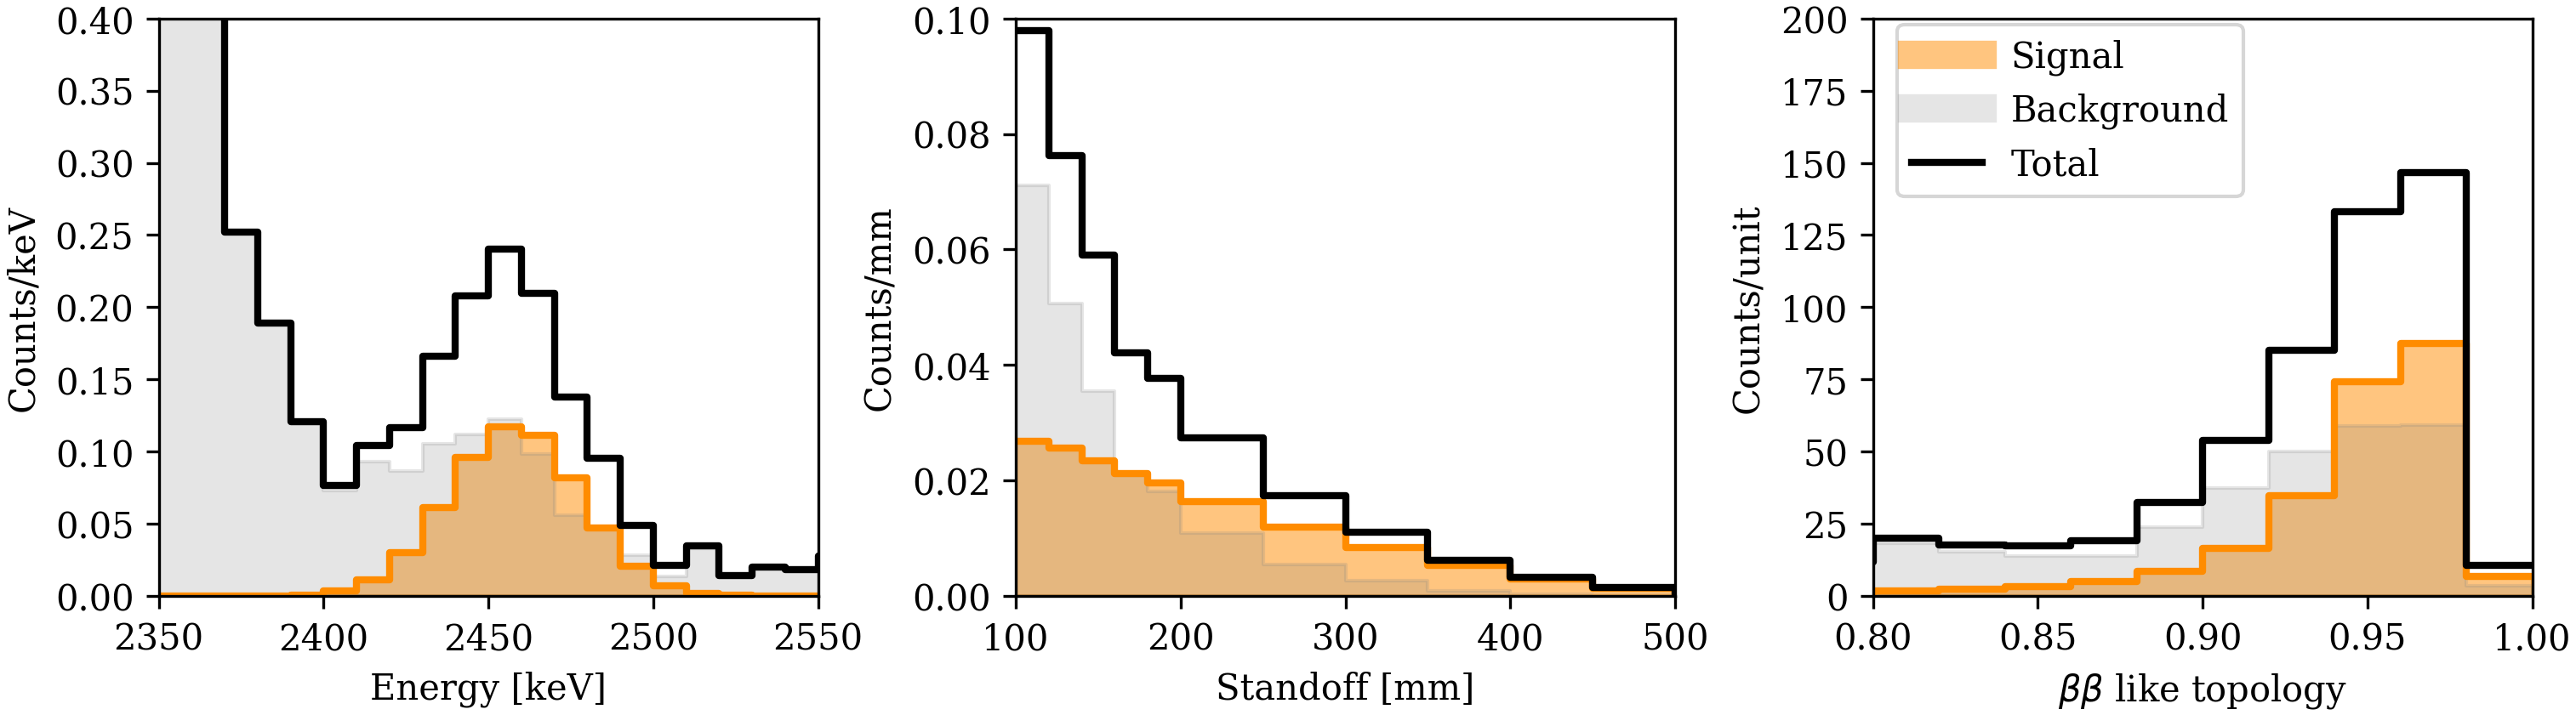 0.40
0.35
0.30
0.25
0.20
0.15
0.10
0.05
0.00
Counts/keV
2350 2400 2450 2500 2550
Energy [keV]
0.10
0.08
0.06
0.04
0.02
0.00
Counts/mm
100 200 300 400 500
Standoff [mm]
200
175
150
125
100
75
50
25
0
Counts/unit
Signal
Background
Total
0.80 0.85 0.90 0.95 1.00
ββ like topology